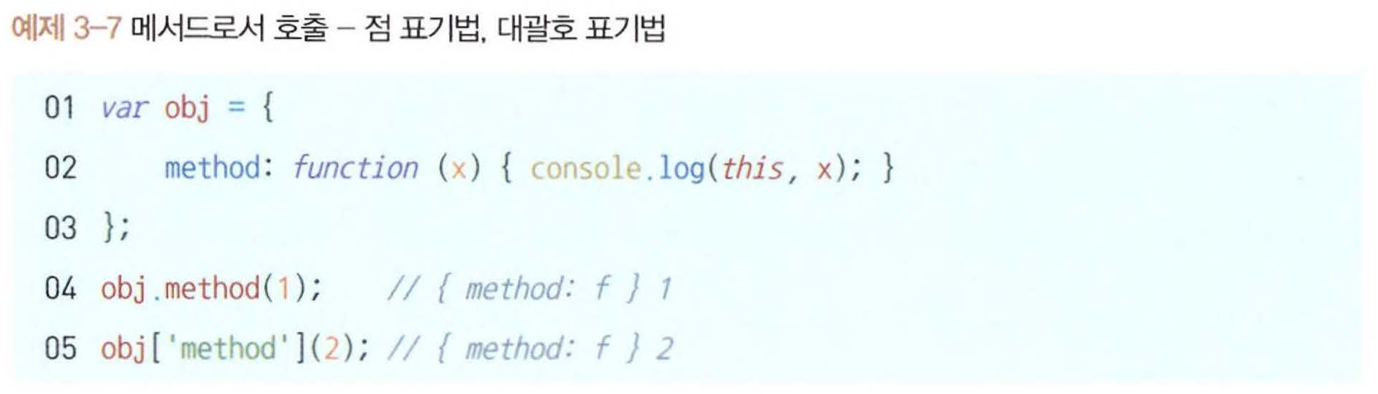 예제 3-7 메서드로서 호출 – 점 표기법, 대괄호 표기법
01 var obj = {
02     method: function (x) { console.log(this, x); }
03 };
04 obj.method(1);    // { method: f } 1
05 obj['method'](2); // { method: f } 2